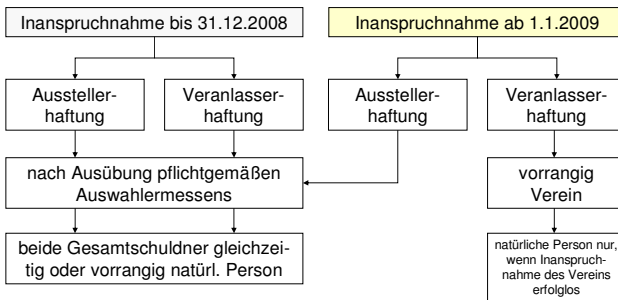 Inanspruchnahme bis 31.12.2008
Inanspruchnahme ab 1.1.2009
Aussteller-
haftung
Veranlasser-
haftung
Aussteller-
haftung
Veranlasser-
haftung
nach Ausübung pflichtgemäßen
Auswahlermessens
vorrangig
Verein
beide Gesamtschuldner gleichzei-
tig oder vorrangig natürl. Person
natürliche Person nur,
wenn Inanspruch-
nahme des Vereins
erfolglos